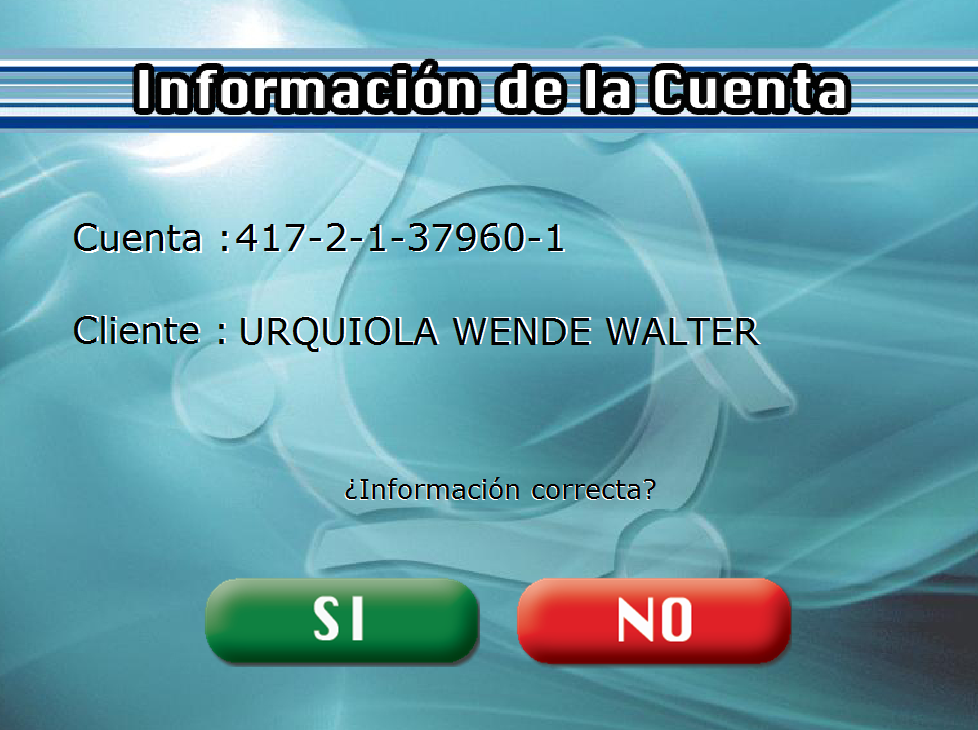 Información de la Cuenta
Cuenta :417-2-1-37960-1
Cliente : URQUIOLA WENDE WALTER
¿Información correcta?
SI NO